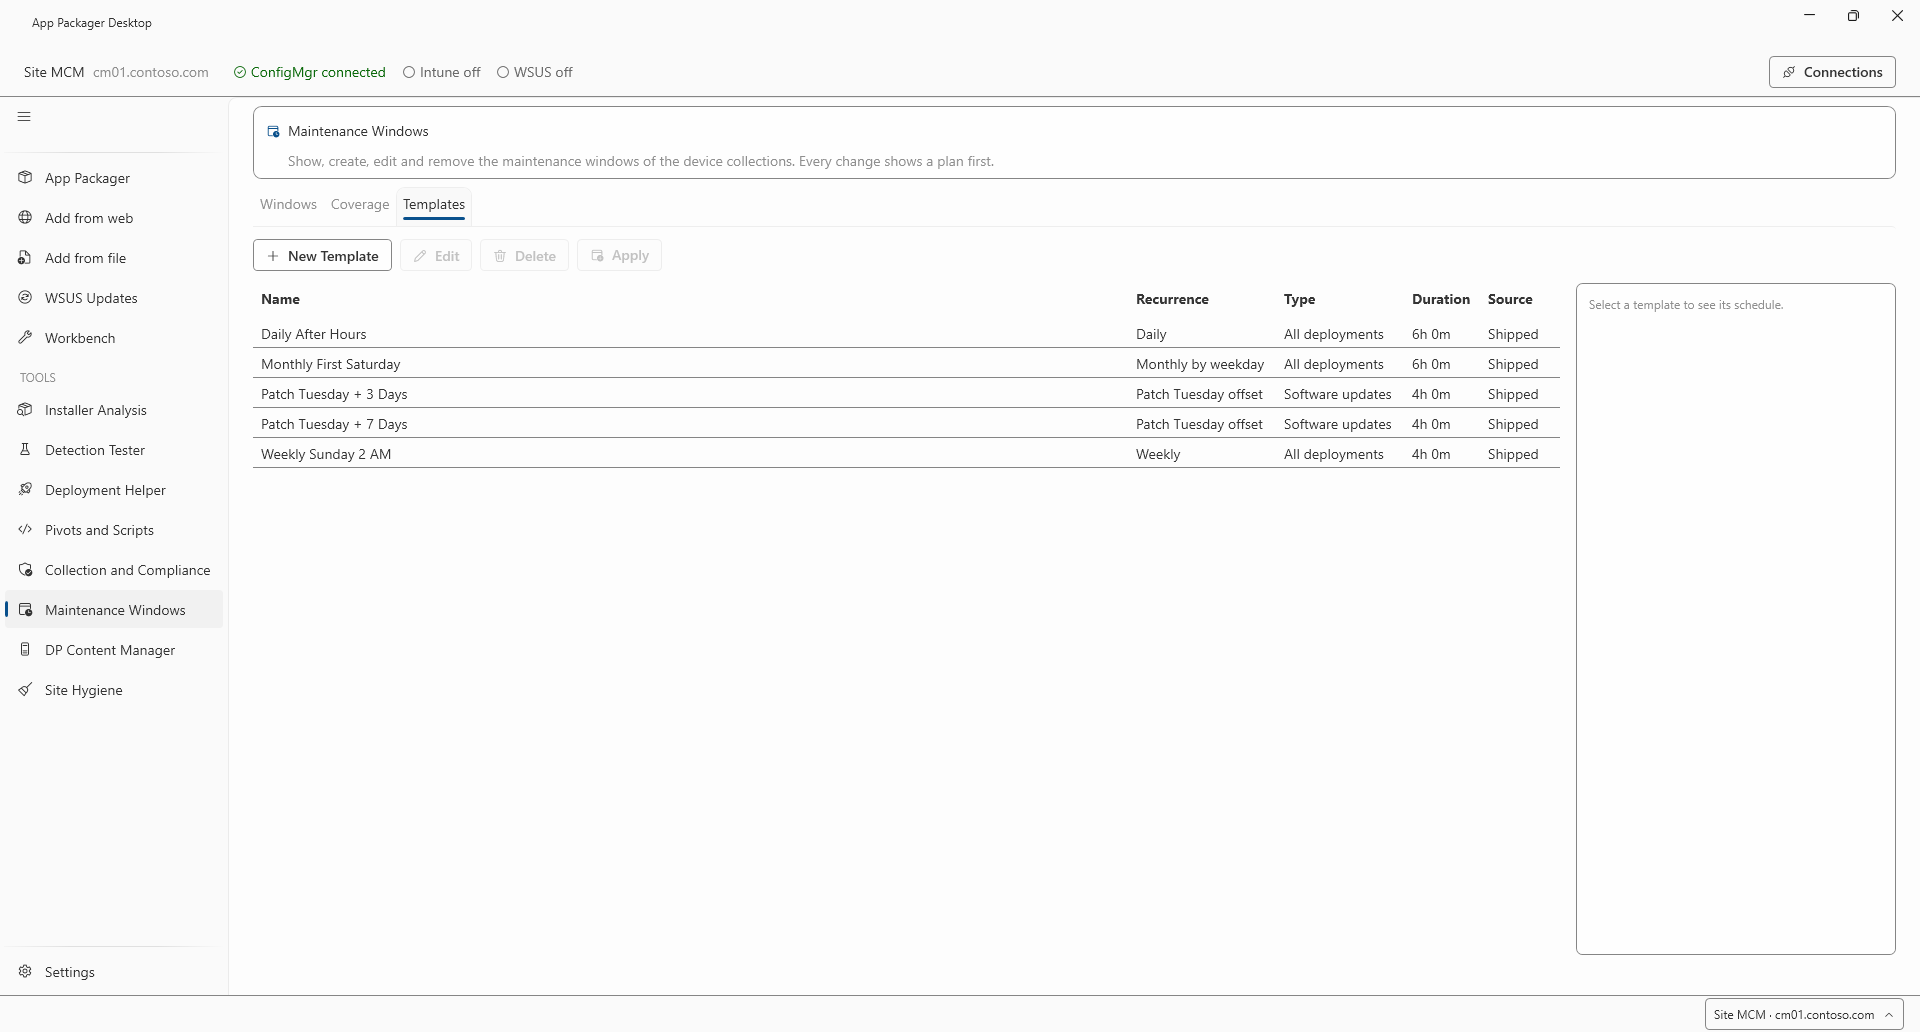 App Packager Desktop
Site MCM cm01.contoso.com ConfigMgr connected Intune off WSUS off Connections
Maintenance Windows
Show, create, edit and remove the maintenance windows of the device collections. Every change shows a plan first.
App Packager
Add from web
Add from file
WSUS Updates
Workbench
TOOLS
Installer Analysis
Detection Tester
Deployment Helper
Pivots and Scripts
Collection and Compliance
Maintenance Windows
DP Content Manager
Site Hygiene
Settings
Windows Coverage Templates
New Template Edit Delete Apply
Name Recurrence Type Duration Source
Daily After Hours Daily All deployments 6h 0m Shipped
Monthly First Saturday Monthly by weekday All deployments 6h 0m Shipped
Patch Tuesday + 3 Days Patch Tuesday offset Software updates 4h 0m Shipped
Patch Tuesday + 7 Days Patch Tuesday offset Software updates 4h 0m Shipped
Weekly Sunday 2 AM Weekly All deployments 4h 0m Shipped
Select a template to see its schedule.
Site MCM · cm01.contoso.com